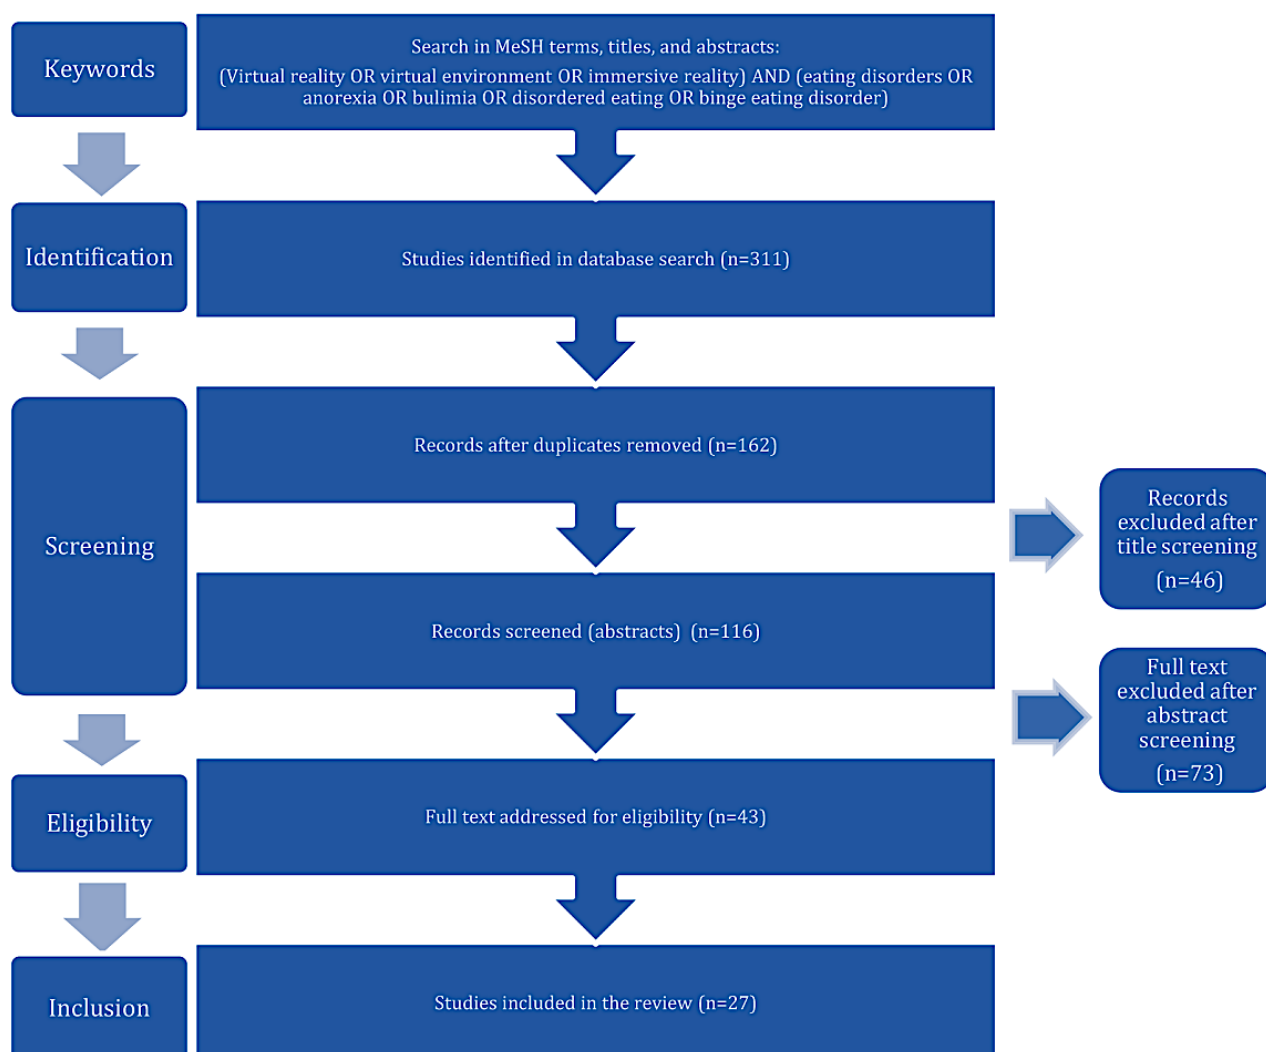 Keywords
Search in MeSH terms, titles, and abstracts:
(Virtual reality OR virtual environment OR immersive reality) AND (eating disorders OR
anorexia OR bulimia OR disordered eating OR binge eating disorder)
Identification
Studies identified in database search (n=311)
Screening
Records after duplicates removed (n=162)
Records
excluded after
title screening
(n=46)
Records screened (abstracts)  (n=116)
Full text
excluded after
abstract
screening
(n=73)
Eligibility
Full text addressed for eligibility (n=43)
Inclusion
Studies included in the review (n=27)